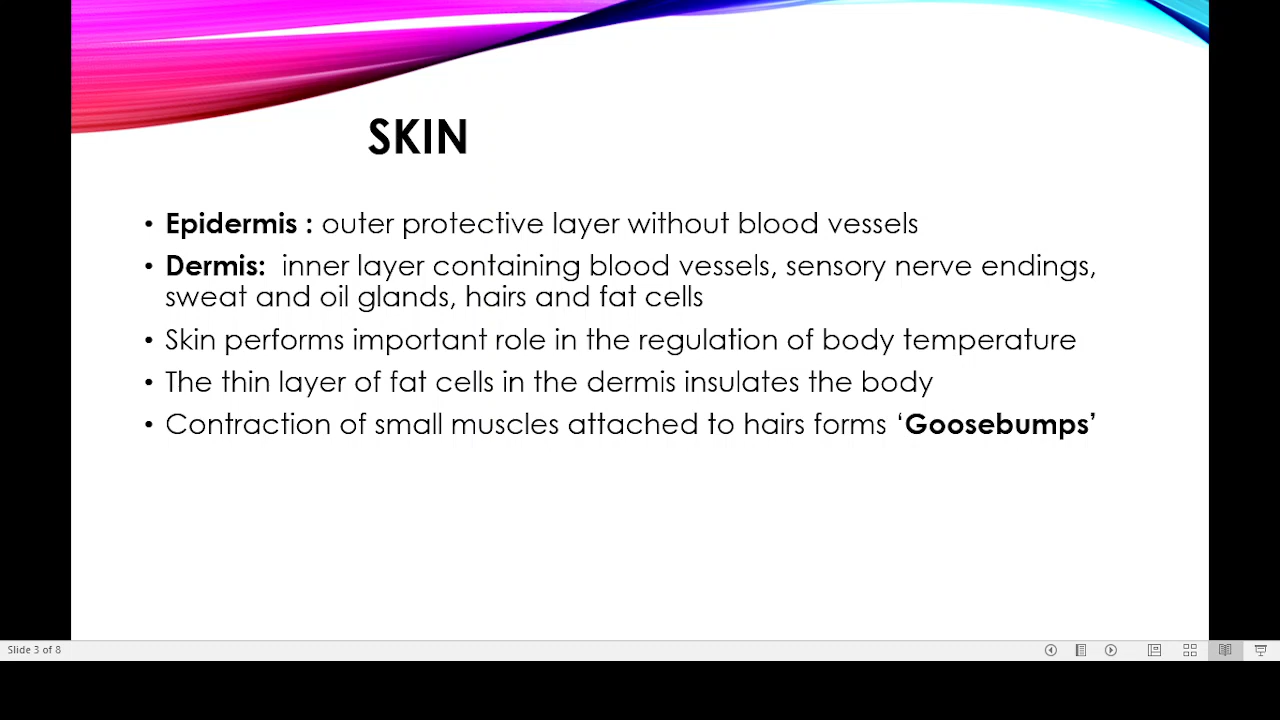 SKIN
• Epidermis : outer protective layer without blood vessels
• Dermis:  inner layer containing blood vessels, sensory nerve endings,
sweat and oil glands, hairs and fat cells
• Skin performs important role in the regulation of body temperature
• The thin layer of fat cells in the dermis insulates the body
• Contraction of small muscles attached to hairs forms ‘Goosebumps’
Slide 3 of 8